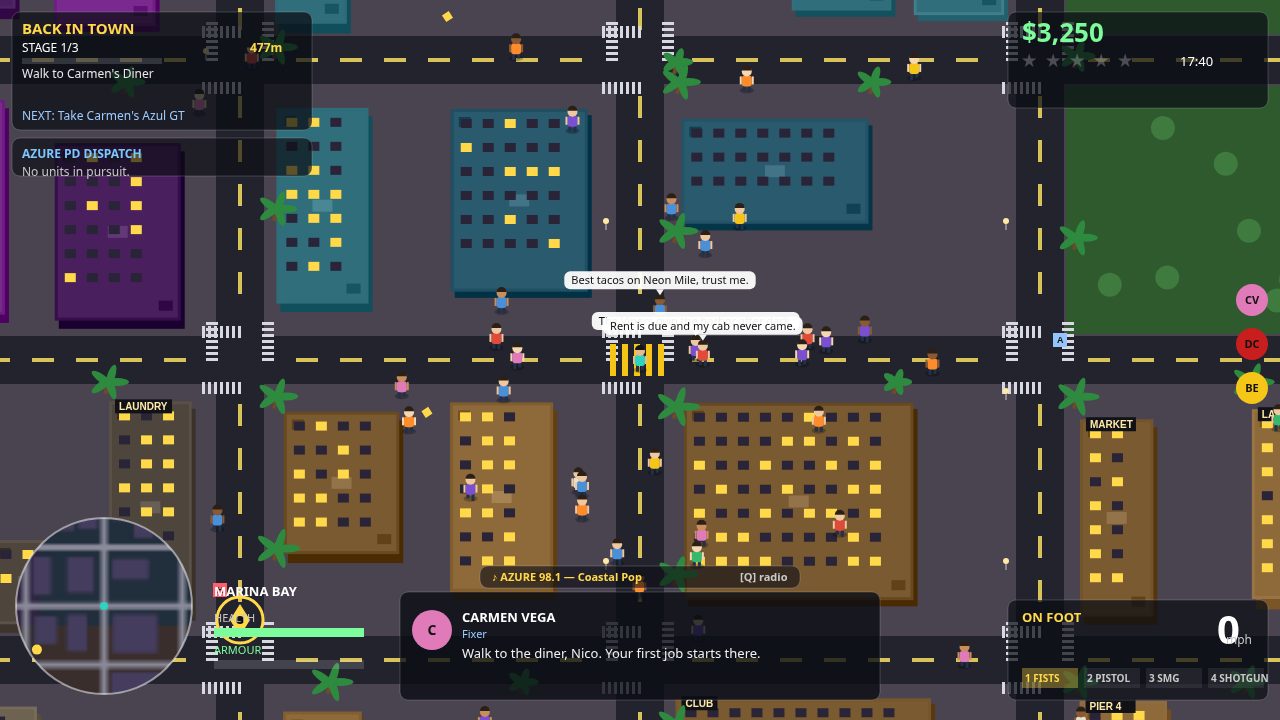 BACK IN TOWN
STAGE 1/3
477m
Walk to Carmen's Diner
NEXT: Take Carmen's Azul GT
AZURE PD DISPATCH
No units in pursuit.
$3,250
★ ★ ★ ★ ★
17:40
Best tacos on Neon Mile, trust me.
T
Rent is due and my cab never came.
A
CV
DC
BE
LAUNDRY
MARKET
LA
♪ AZURE 98.1 — Coastal Pop
[Q] radio
MARINA BAY
HEALTH
ARMOUR
C
CARMEN VEGA
Fixer
Walk to the diner, Nico. Your first job starts there.
ON FOOT
0
mph
1 FISTS
2 PISTOL
3 SMG
4 SHOTGUN
CLUB
PIER 4